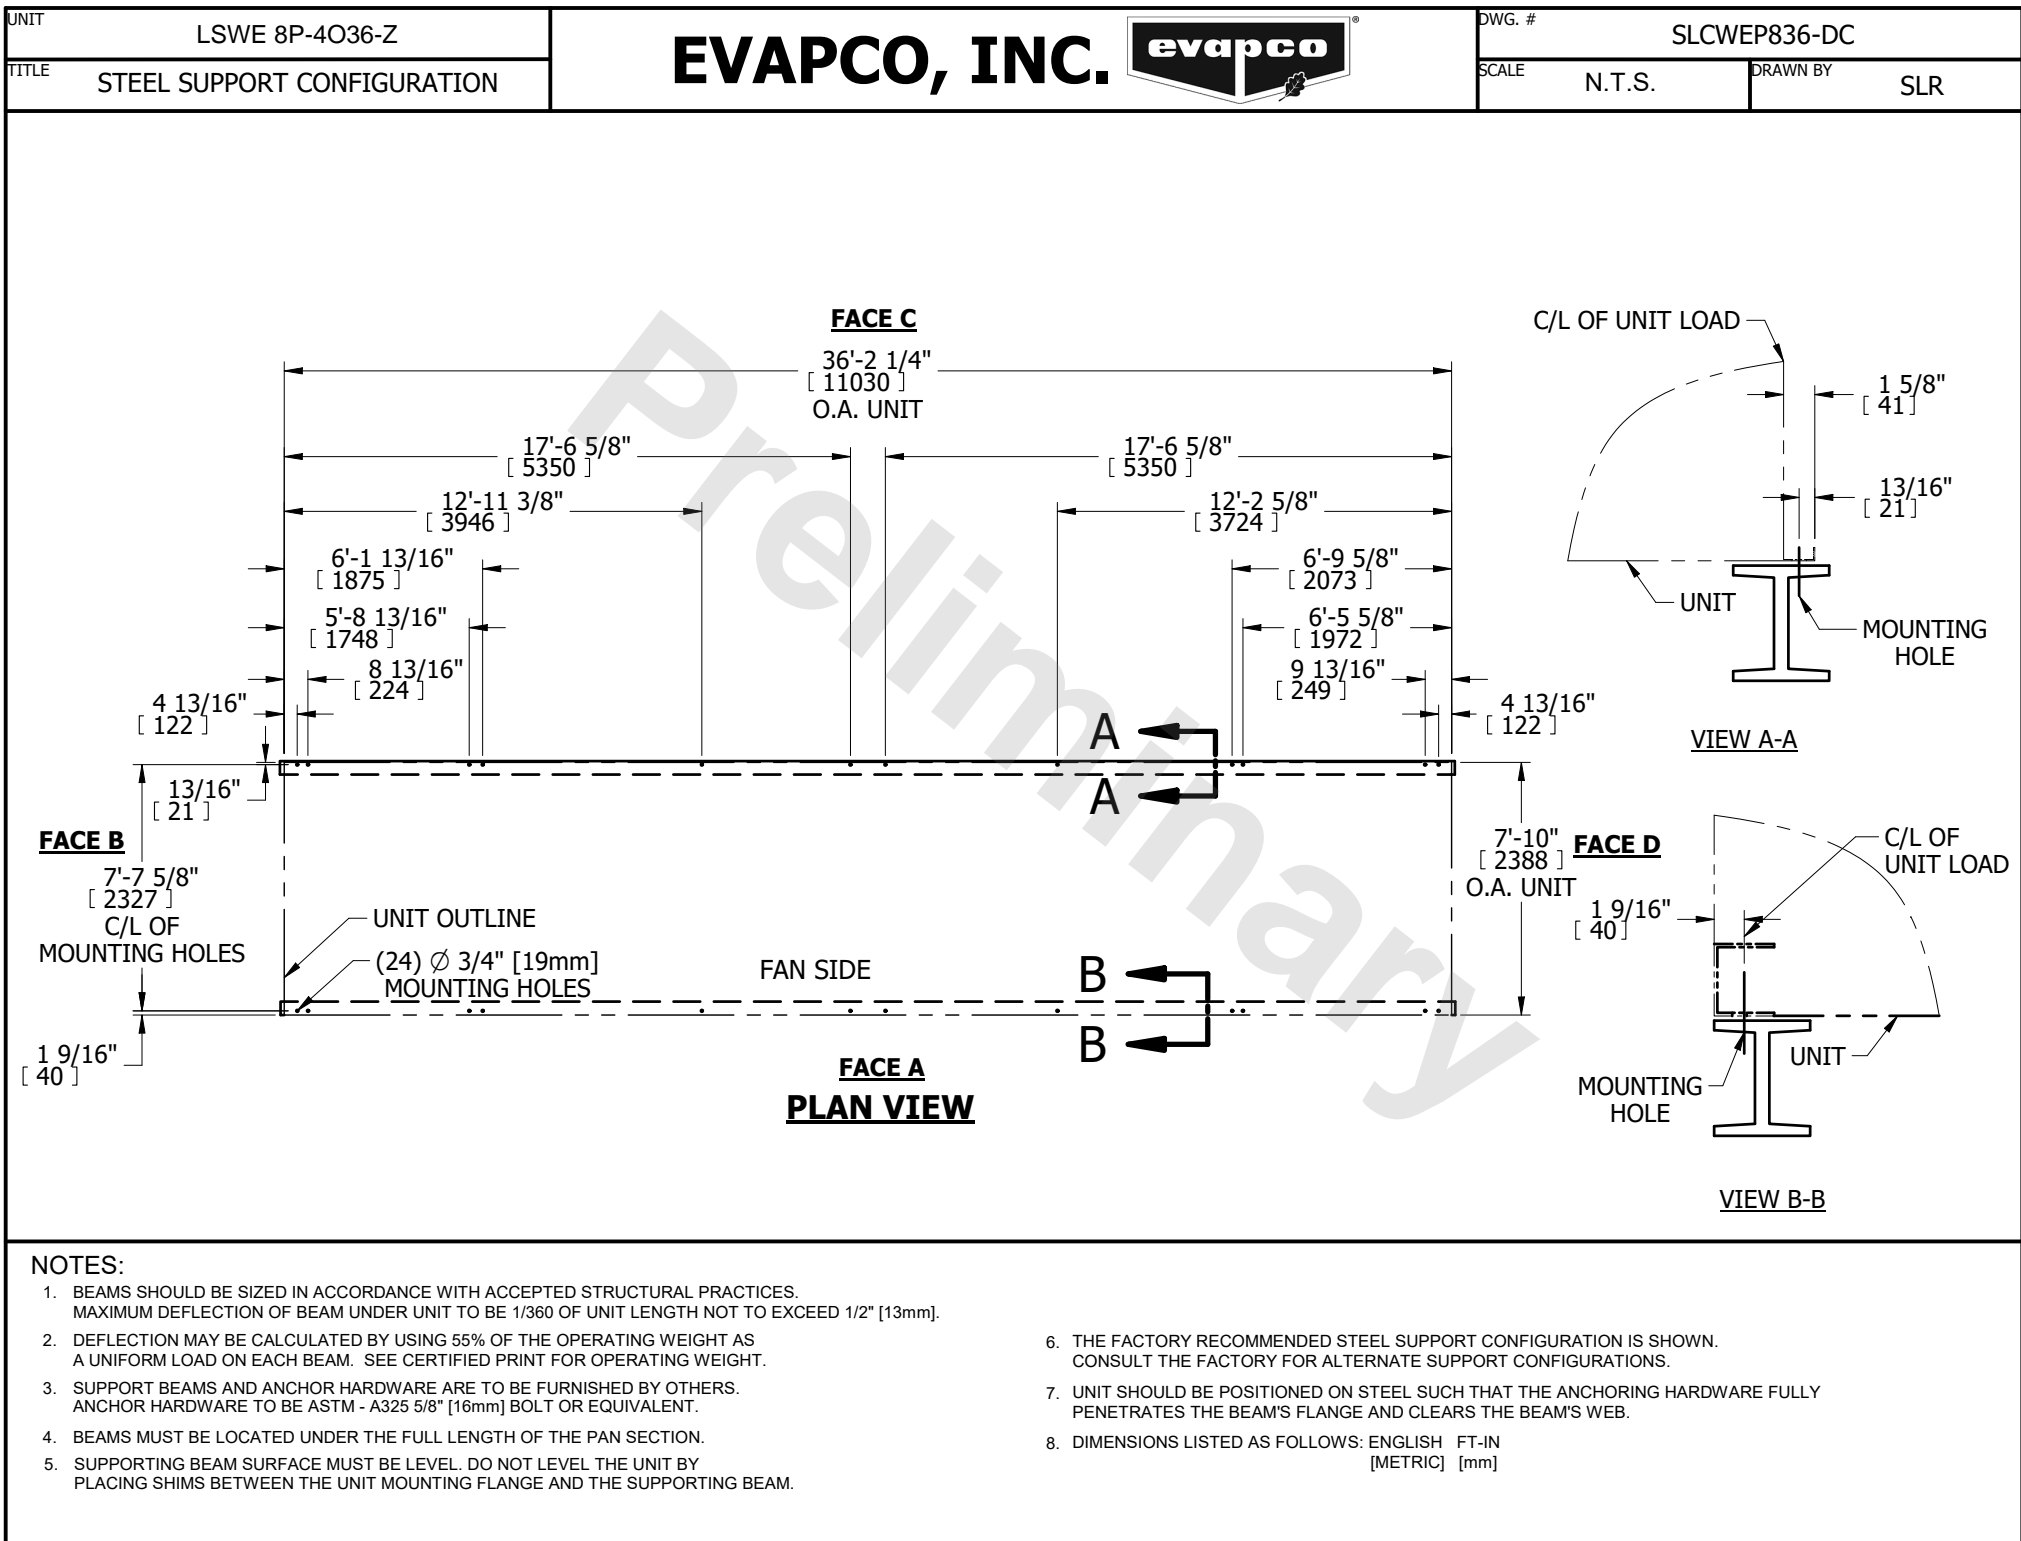 UNIT
LSWE 8P-4O36-Z
TITLE
STEEL SUPPORT CONFIGURATION
EVAPCO, INC.
evapco
®
DWG. #
SLCWEP836-DC
SCALE
N.T.S.
DRAWN BY
SLR
Preliminary
FACE C
36'-2 1/4"
[ 11030 ]
O.A. UNIT
17'-6 5/8"
[ 5350 ]
17'-6 5/8"
[ 5350 ]
12'-11 3/8"
[ 3946 ]
12'-2 5/8"
[ 3724 ]
6'-1 13/16"
[ 1875 ]
6'-9 5/8"
[ 2073 ]
5'-8 13/16"
[ 1748 ]
6'-5 5/8"
[ 1972 ]
8 13/16"
[ 224 ]
9 13/16"
[ 249 ]
4 13/16"
[ 122 ]
4 13/16"
[ 122 ]
A
A
13/16"
[ 21 ]
FACE B
7'-7 5/8"
[ 2327 ]
C/L OF
MOUNTING HOLES
7'-10"
[ 2388 ]
O.A. UNIT
FACE D
UNIT OUTLINE
(24) ∅ 3/4" [19mm]
MOUNTING HOLES
FAN SIDE
B
B
1 9/16"
[ 40 ]
FACE A
PLAN VIEW
C/L OF UNIT LOAD
1 5/8"
[ 41 ]
13/16"
[ 21 ]
UNIT
MOUNTING
HOLE
VIEW A-A
C/L OF
UNIT LOAD
1 9/16"
[ 40 ]
UNIT
MOUNTING
HOLE
VIEW B-B
NOTES:
1. BEAMS SHOULD BE SIZED IN ACCORDANCE WITH ACCEPTED STRUCTURAL PRACTICES.
MAXIMUM DEFLECTION OF BEAM UNDER UNIT TO BE 1/360 OF UNIT LENGTH NOT TO EXCEED 1/2" [13mm].
2. DEFLECTION MAY BE CALCULATED BY USING 55% OF THE OPERATING WEIGHT AS
A UNIFORM LOAD ON EACH BEAM. SEE CERTIFIED PRINT FOR OPERATING WEIGHT.
3. SUPPORT BEAMS AND ANCHOR HARDWARE ARE TO BE FURNISHED BY OTHERS.
ANCHOR HARDWARE TO BE ASTM - A325 5/8" [16mm] BOLT OR EQUIVALENT.
4. BEAMS MUST BE LOCATED UNDER THE FULL LENGTH OF THE PAN SECTION.
5. SUPPORTING BEAM SURFACE MUST BE LEVEL. DO NOT LEVEL THE UNIT BY
PLACING SHIMS BETWEEN THE UNIT MOUNTING FLANGE AND THE SUPPORTING BEAM.
6. THE FACTORY RECOMMENDED STEEL SUPPORT CONFIGURATION IS SHOWN.
CONSULT THE FACTORY FOR ALTERNATE SUPPORT CONFIGURATIONS.
7. UNIT SHOULD BE POSITIONED ON STEEL SUCH THAT THE ANCHORING HARDWARE FULLY
PENETRATES THE BEAM'S FLANGE AND CLEARS THE BEAM'S WEB.
8. DIMENSIONS LISTED AS FOLLOWS: ENGLISH FT-IN
[METRIC] [mm]